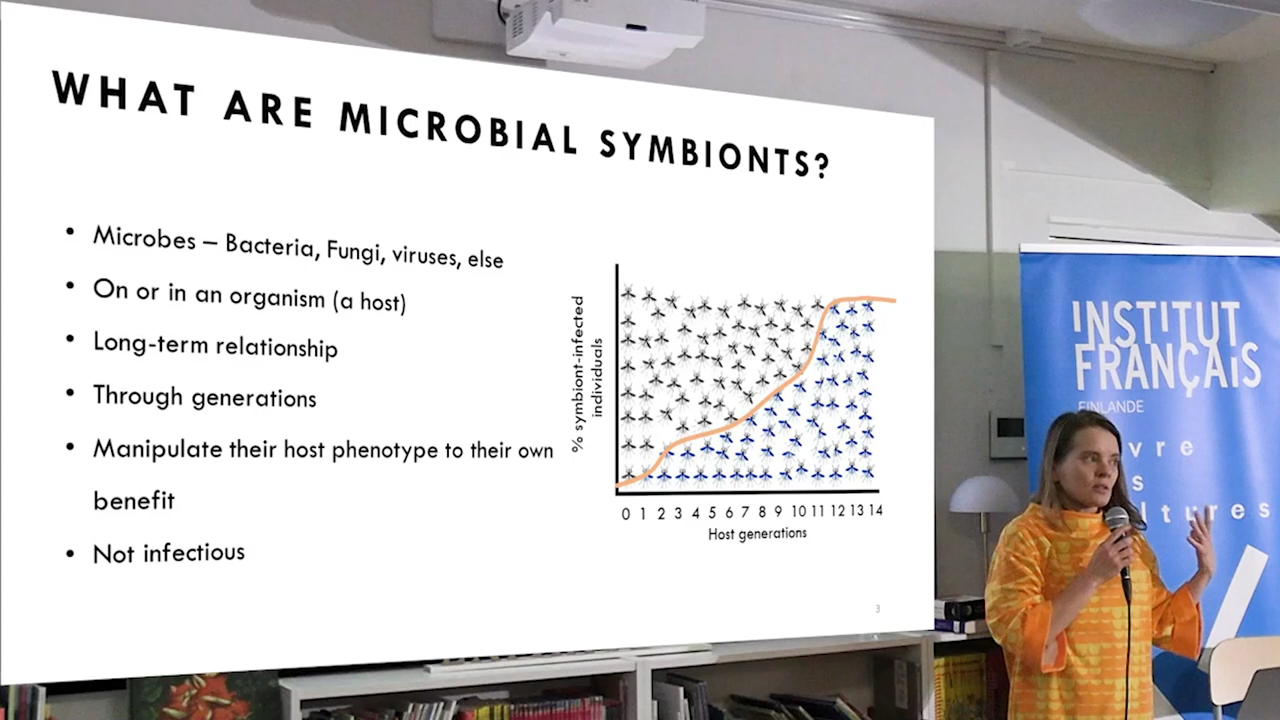 WHAT ARE MICROBIAL SYMBIONTS?
• Microbes – Bacteria, Fungi, viruses, else
• On or in an organism (a host)
• Long-term relationship
• Through generations
• Manipulate their host phenotype to their own
benefit
• Not infectious
% symbiont-infected
individuals
0 1 2 3 4 5 6 7 8 9 10 11 12 13 14
Host generations
3
INSTITUT
FRANÇAIS
FINLANDE
vre
s
ltures